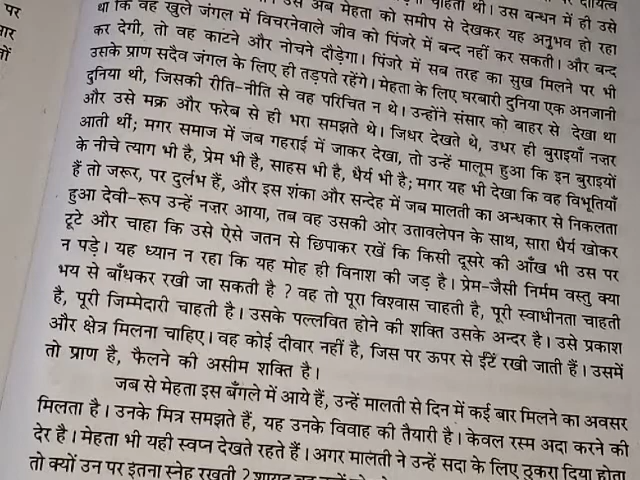 पर
था कि वह खुले जंगल में विचरनेवाले जीव को पिंजरे में बन्द नहीं कर सकती। और बन्द
कर देगी, तो वह काटने और नोचने दौड़ेगा। पिंजरे में सब तरह का सुख मिलने पर भी
उसके प्राण सदैव जंगल के लिए ही तड़पते रहेंगे। मेहता के लिए घरबारी दुनिया एक अनजानी
दुनिया थी, जिसकी रीति-नीति से वह परिचित न थे। उन्होंने संसार को बाहर से देखा था
और उसे मक्र और फरेब से ही भरा समझते थे। जिधर देखते थे, उधर ही बुराइयाँ नज़र
आती थीं; मगर समाज में जब गहराई में जाकर देखा, तो उन्हें मालूम हुआ कि इन बुराइयों
के नीचे त्याग भी है, प्रेम भी है, साहस भी है, धैर्य भी है; मगर यह भी देखा कि वह विभूतियाँ
हैं तो जरूर, पर दुर्लभ हैं, और इस शंका और सन्देह में जब मालती का अन्धकार से निकलता
हुआ देवी-रूप उन्हें नज़र आया, तब वह उसकी ओर उतावलेपन के साथ, सारा धैर्य खोकर
टूटे और चाहा कि उसे ऐसे जतन से छिपाकर रखें कि किसी दूसरे की आँख भी उस पर
न पड़े। यह ध्यान न रहा कि यह मोह ही विनाश की जड़ है। प्रेम-जैसी निर्मम वस्तु क्या
भय से बाँधकर रखी जा सकती है ? वह तो पूरा विश्वास चाहती है, पूरी स्वाधीनता चाहती
है, पूरी जिम्मेदारी चाहती है। उसके पल्लवित होने की शक्ति उसके अन्दर है। उसे प्रकाश
और क्षेत्र मिलना चाहिए। वह कोई दीवार नहीं है, जिस पर ऊपर से ईंटें रखी जाती हैं। उसमें
तो प्राण है, फैलने की असीम शक्ति है।
जब से मेहता इस बँगले में आये हैं, उन्हें मालती से दिन में कई बार मिलने का अवसर
मिलता है। उनके मित्र समझते हैं, यह उनके विवाह की तैयारी है। केवल रस्म अदा करने की
देर है। मेहता भी यही स्वप्न देखते रहते हैं। अगर मालती ने उन्हें सदा के लिए ठुकरा दिया होता
तो क्यों उन पर इतना स्नेह रखती ?